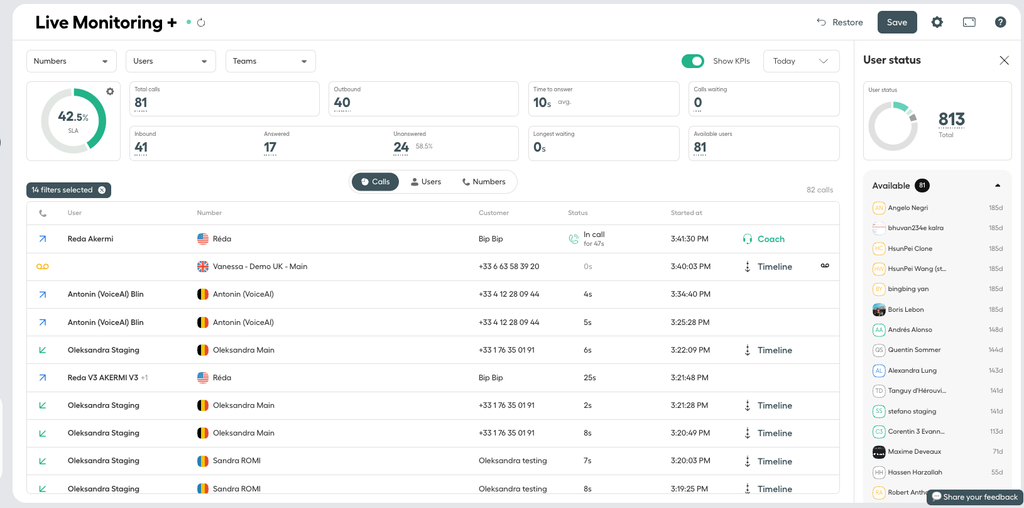 Live Monitoring +
Restore
Save
Numbers
Users
Teams
Show KPIs
Today
42.5%
SLA
Total calls
81
Outbound
40
Time to answer
10s avg.
Calls waiting
0
Inbound
41
Answered
17
Unanswered
24 58.5%
Longest waiting
0s
Available users
81
14 filters selected
Calls
Users
Numbers
82 calls
User Number Customer Status Started at
Reda Akermi Réda Bip Bip In call for 47s 3:41:30 PM Coach
Vanessa - Demo UK - Main +33 6 63 58 39 20 0s 3:40:03 PM Timeline
Antonin (VoiceAI) Blin Antonin (VoiceAI) +33 4 12 28 09 44 4s 3:34:40 PM
Antonin (VoiceAI) Blin Antonin (VoiceAI) +33 4 12 28 09 44 5s 3:25:28 PM
Oleksandra Staging Oleksandra Main +33 1 76 35 01 91 6s 3:22:09 PM Timeline
Reda V3 AKERMI V3 +1 Réda Bip Bip 25s 3:21:48 PM
Oleksandra Staging Oleksandra Main +33 1 76 35 01 91 2s 3:21:28 PM Timeline
Oleksandra Staging Oleksandra Main +33 1 76 35 01 91 8s 3:20:49 PM Timeline
Oleksandra Staging Sandra ROMI Oleksandra testing 7s 3:20:03 PM Timeline
Oleksandra Staging Sandra ROMI Oleksandra testing 8s 3:19:25 PM Timeline
User status
User status
813
Total
Available 81
AN Angelo Negri 185d
bhuvan234e kalra 185d
HC HsunPei Clone 185d
HsunPei Wang (st... 185d
BY bingbing yan 185d
Boris Lebon 185d
AA Andrés Alonso 148d
QS Quentin Sommer 144d
AL Alexandra Lung 143d
TD Tanguy d'Hérouvi... 141d
SS stefano staging 141d
C3 Corentin 3 Evann... 113d
Maxime Deveaux 71d
HH Hassen Harzallah 55d
RA Robert Antho
Share your feedback